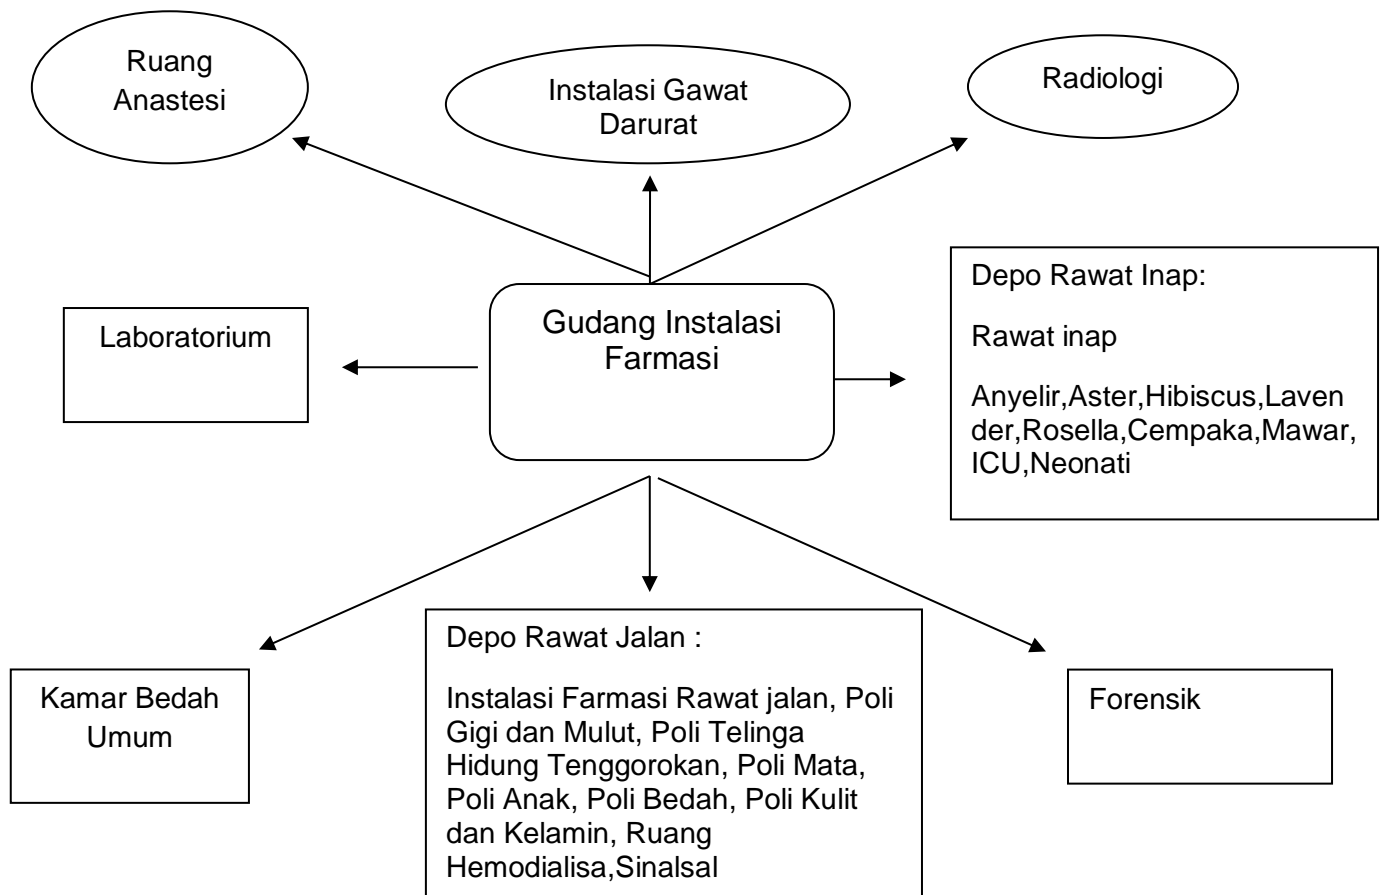 Ruang
Anastesi
Instalasi Gawat
Darurat
Radiologi
Laboratorium
Gudang Instalasi
Farmasi
Depo Rawat Inap:
Rawat inap
Anyelir,Aster,Hibiscus,Laven
der,Rosella,Cempaka,Mawar,
ICU,Neonati
Kamar Bedah
Umum
Depo Rawat Jalan :
Instalasi Farmasi Rawat jalan, Poli
Gigi dan Mulut, Poli Telinga
Hidung Tenggorokan, Poli Mata,
Poli Anak, Poli Bedah, Poli Kulit
dan Kelamin, Ruang
Hemodialisa,Sinalsal
Forensik